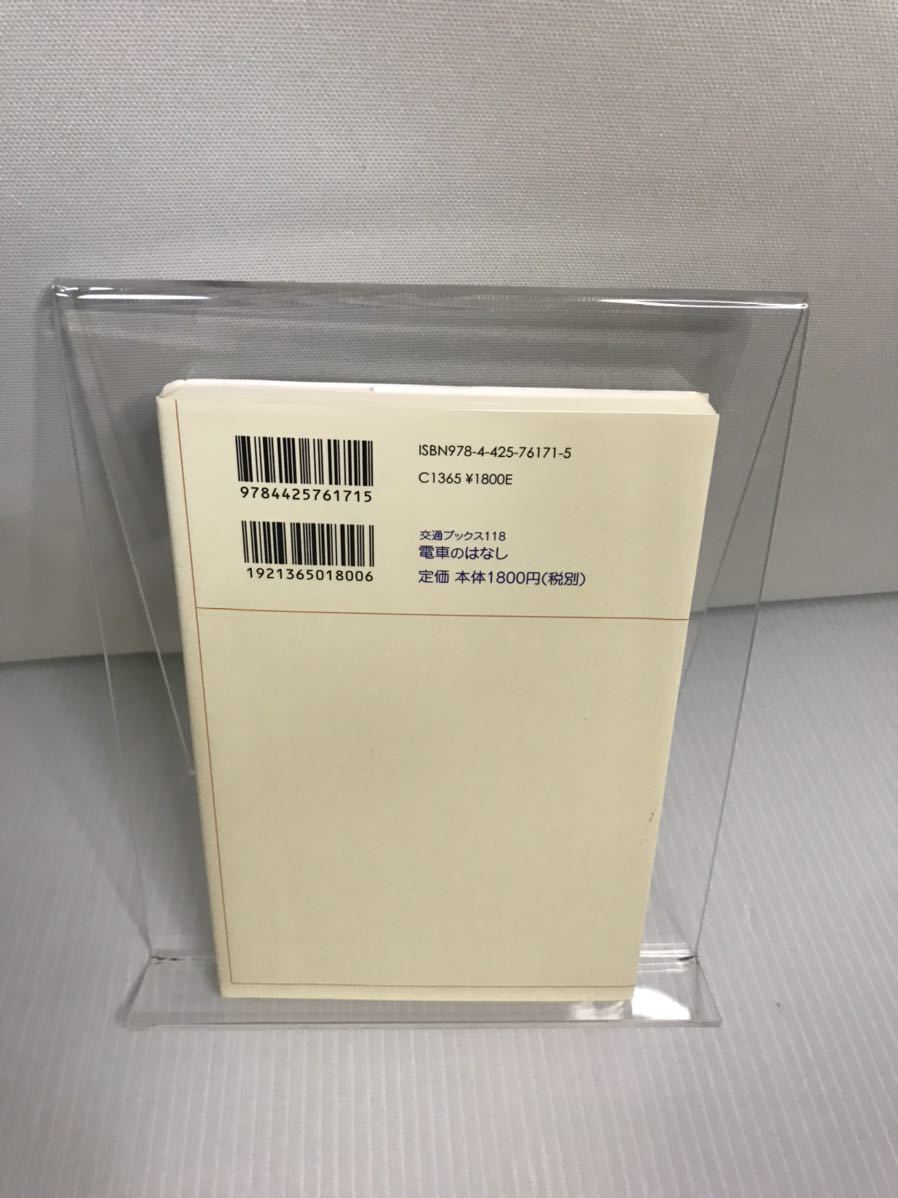 9784425761715
ISBN978-4-425-76171-5
C1365 ¥1800E
1921365018006
交通ブックス118
電車のはなし
定価 本体1800円(税別)